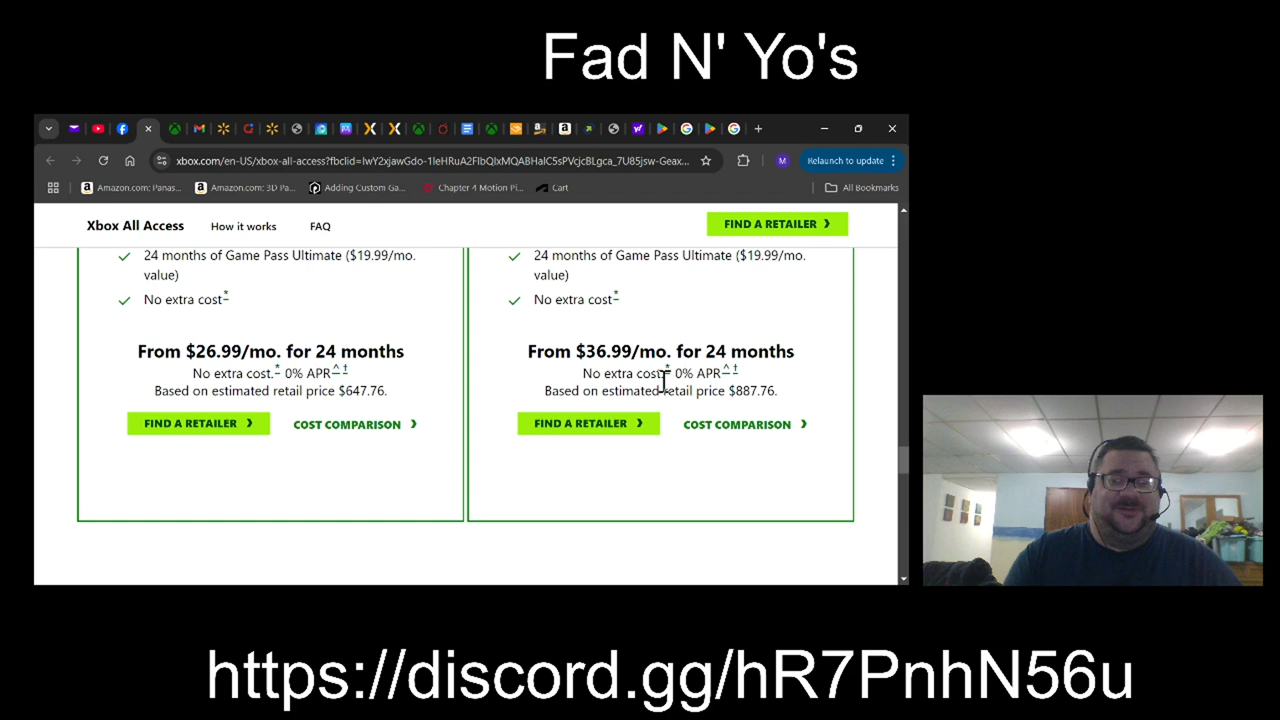 Fad N' Yo's
xbox.com/en-US/xbox-all-access?fbclid=IwY2xjawGdo-1leHRuA2FlbQIxMQABHaIC5sPVcjcBLgca_7U85jsw-Geax...
Relaunch to update
Amazon.com: Panas...
Amazon.com: 3D Pa...
Adding Custom Ga...
Chapter 4 Motion Pi...
Cart
All Bookmarks
Xbox All Access
How it works
FAQ
FIND A RETAILER
24 months of Game Pass Ultimate ($19.99/mo.
value)
No extra cost*
From $26.99/mo. for 24 months
No extra cost.* 0% APR^ †
Based on estimated retail price $647.76.
FIND A RETAILER
COST COMPARISON
24 months of Game Pass Ultimate ($19.99/mo.
value)
No extra cost*
From $36.99/mo. for 24 months
No extra cost.* 0% APR^ †
Based on estimated retail price $887.76.
FIND A RETAILER
COST COMPARISON
https://discord.gg/hR7PnhN56u